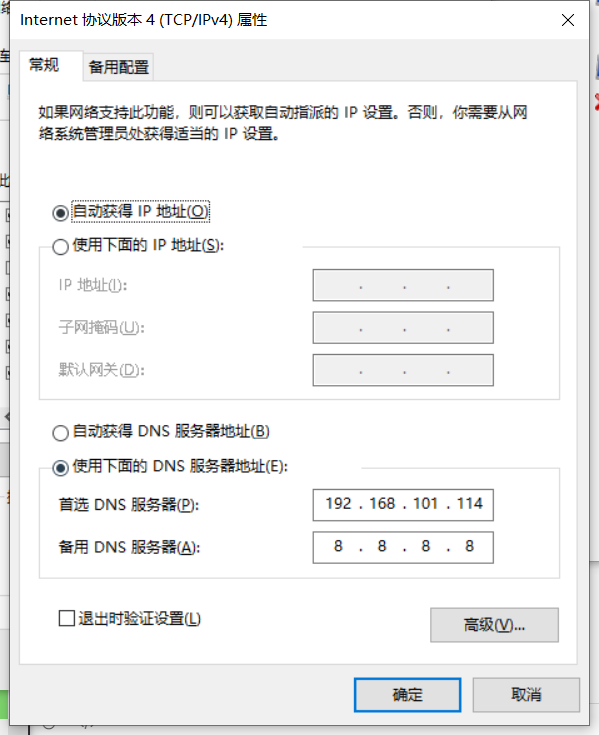 Internet 协议版本 4 (TCP/IPv4) 属性
常规
备用配置
如果网络支持此功能，则可以获取自动指派的 IP 设置。否则，你需要从网
络系统管理员处获得适当的 IP 设置。
自动获得 IP 地址(O)
使用下面的 IP 地址(S):
IP 地址(I):
子网掩码(U):
默认网关(D):
自动获得 DNS 服务器地址(B)
使用下面的 DNS 服务器地址(E):
首选 DNS 服务器(P): 192 . 168 . 101 . 114
备用 DNS 服务器(A): 8 . 8 . 8 . 8
退出时验证设置(L)
高级(V)...
确定 取消